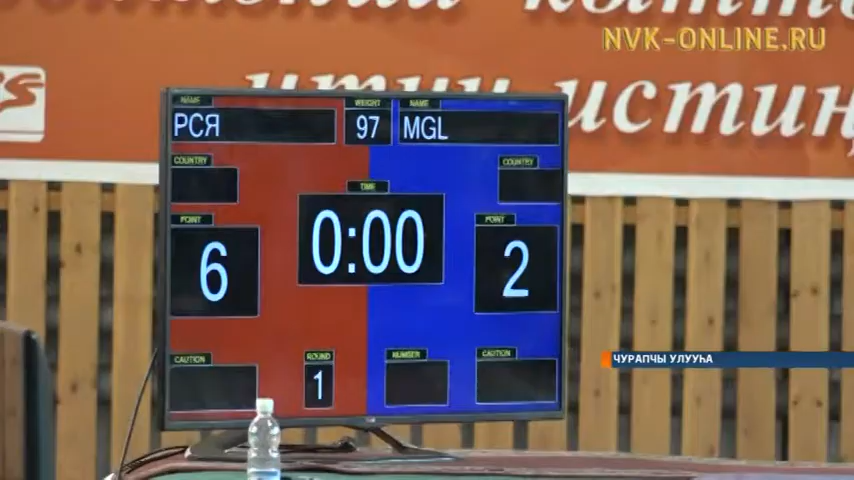 NVK-ONLINE.RU
NAME WEIGHT NAME
РСЯ 97 MGL
COUNTRY COUNTRY
TIME
POINT POINT
6 0:00 2
ЧУРАПЧЫ УЛУУҺА
CAUTION ROUND NUMBER CAUTION
1